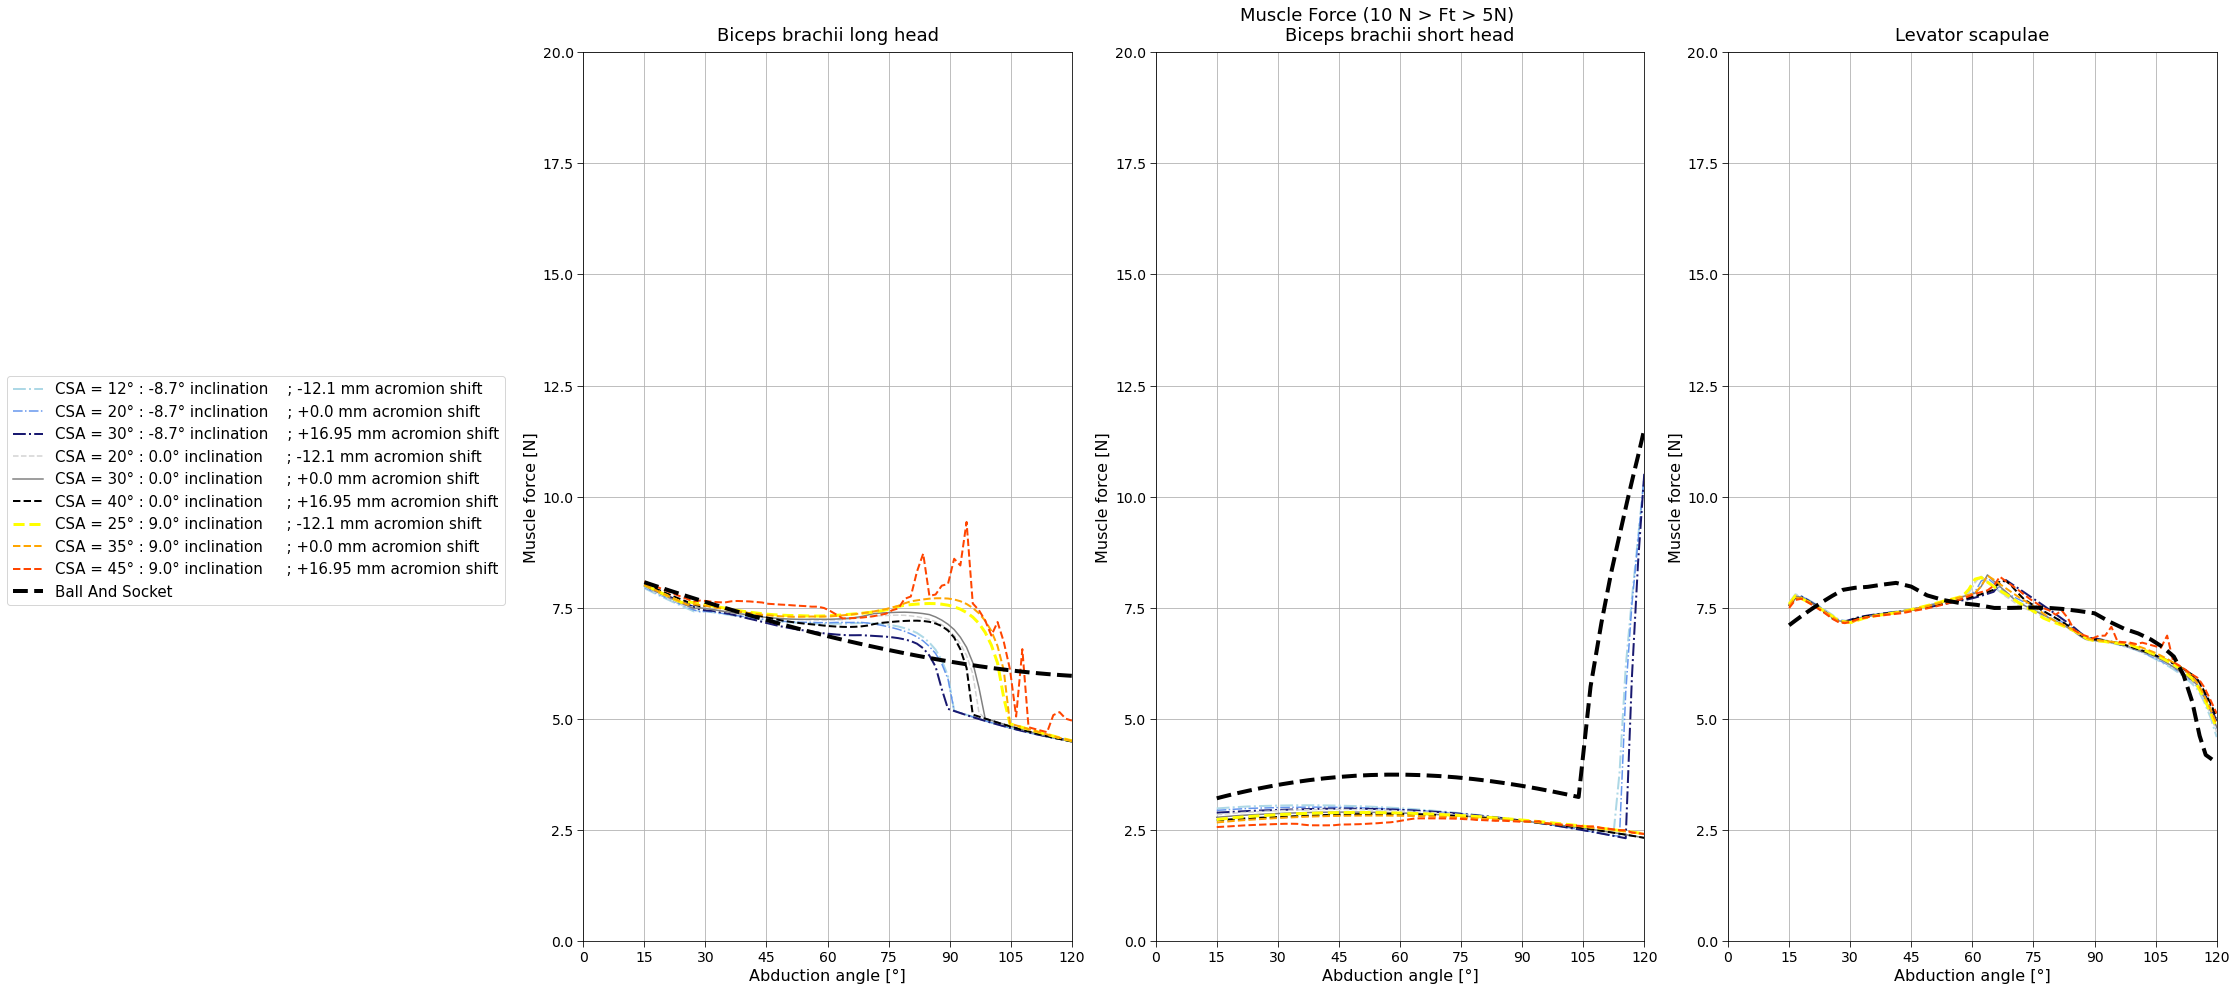 Muscle Force (10 N > Ft > 5N)
Biceps brachii long head
Biceps brachii short head
Levator scapulae
CSA = 12° : -8.7° inclination ; -12.1 mm acromion shift
CSA = 20° : -8.7° inclination ; +0.0 mm acromion shift
CSA = 30° : -8.7° inclination ; +16.95 mm acromion shift
CSA = 20° : 0.0° inclination ; -12.1 mm acromion shift
CSA = 30° : 0.0° inclination ; +0.0 mm acromion shift
CSA = 40° : 0.0° inclination ; +16.95 mm acromion shift
CSA = 25° : 9.0° inclination ; -12.1 mm acromion shift
CSA = 35° : 9.0° inclination ; +0.0 mm acromion shift
CSA = 45° : 9.0° inclination ; +16.95 mm acromion shift
Ball And Socket
Muscle force [N]
20.0
17.5
15.0
12.5
10.0
7.5
5.0
2.5
0.0
0 15 30 45 60 75 90 105 120
Abduction angle [°]
Muscle force [N]
20.0
17.5
15.0
12.5
10.0
7.5
5.0
2.5
0.0
0 15 30 45 60 75 90 105 120
Abduction angle [°]
Muscle force [N]
20.0
17.5
15.0
12.5
10.0
7.5
5.0
2.5
0.0
0 15 30 45 60 75 90 105 120
Abduction angle [°]